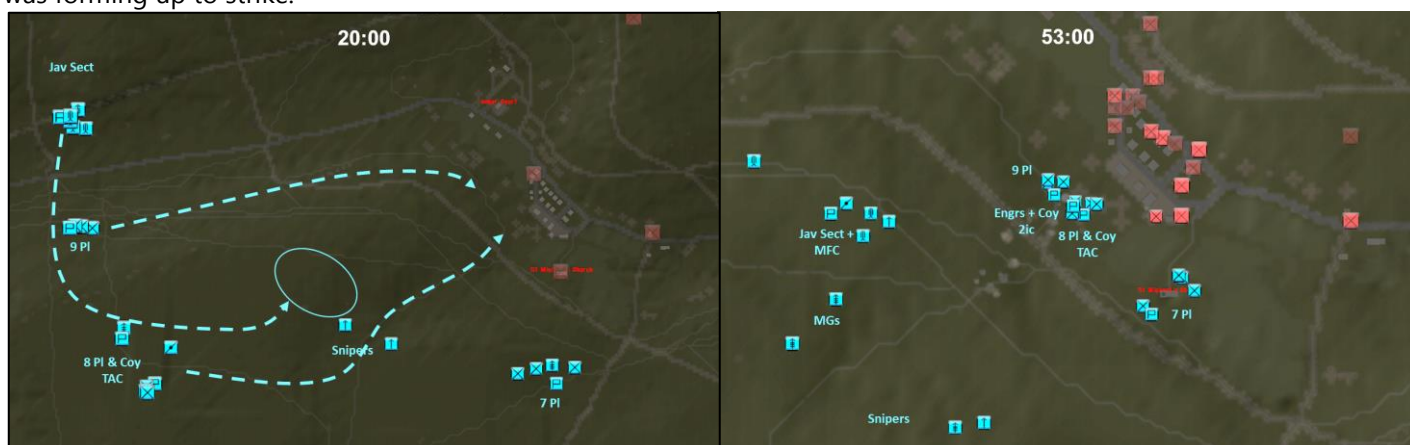 was forming up to strike.
20:00
Jav Sect
9 Pl
8 Pl & Coy
TAC
Snipers
7 Pl
53:00
9 Pl
Engrs + Coy
2ic
8 Pl & Coy
TAC
Jav Sect +
MFC
MGs
7 Pl
Snipers